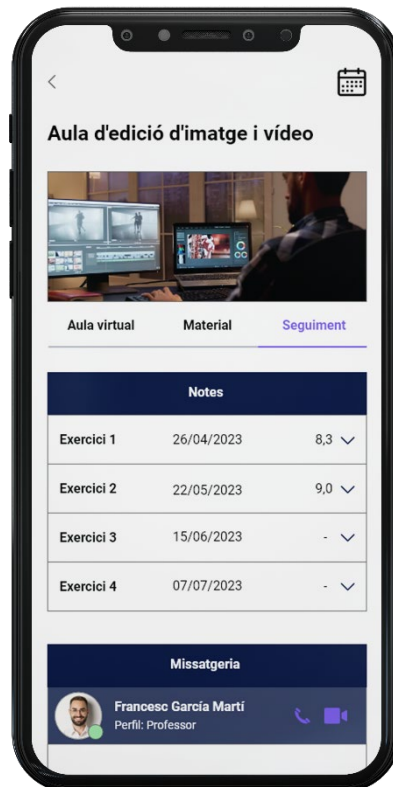 Aula d'edició d'imatge i vídeo
Aula virtual Material Seguiment
Notes
Exercici 1 26/04/2023 8,3
Exercici 2 22/05/2023 9,0
Exercici 3 15/06/2023 -
Exercici 4 07/07/2023 -
Missatgeria
Francesc García Martí
Perfil: Professor